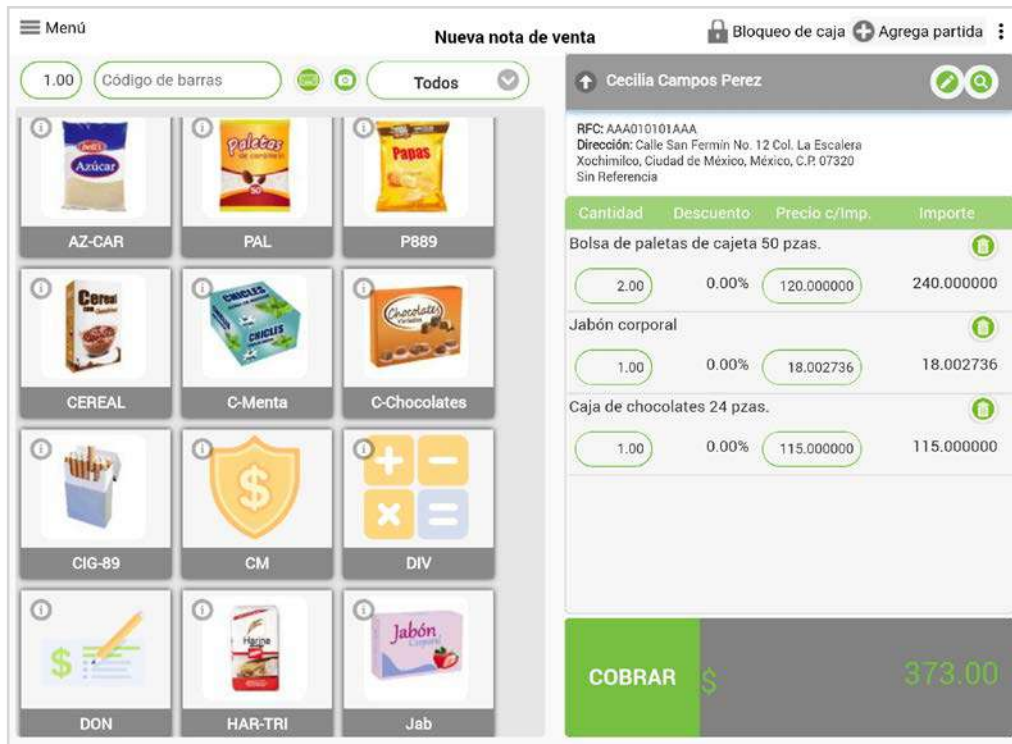 Menú
Nueva nota de venta
Bloqueo de caja
Agrega partida
1.00
Código de barras
Todos
Azúcar
Paletas
50
Papas
AZ-CAR
PAL
P889
Cereal
CHICLES
CHICLES
Chocolates
CEREAL
C-Menta
C-Chocolates
$
CIG-89
CM
DIV
$
Harina
Jabón
Corporal
DON
HAR-TRI
Jab
Cecilia Campos Perez
RFC: AAA010101AAA
Dirección: Calle San Fermín No. 12 Col. La Escalera
Xochimilco, Ciudad de México, México, C.P. 07320
Sin Referencia
Cantidad Descuento Precio c/Imp. Importe
Bolsa de paletas de cajeta 50 pzas.
2.00 0.00% 120.000000 240.000000
Jabón corporal
1.00 0.00% 18.002736 18.002736
Caja de chocolates 24 pzas.
1.00 0.00% 115.000000 115.000000
COBRAR $ 373.00